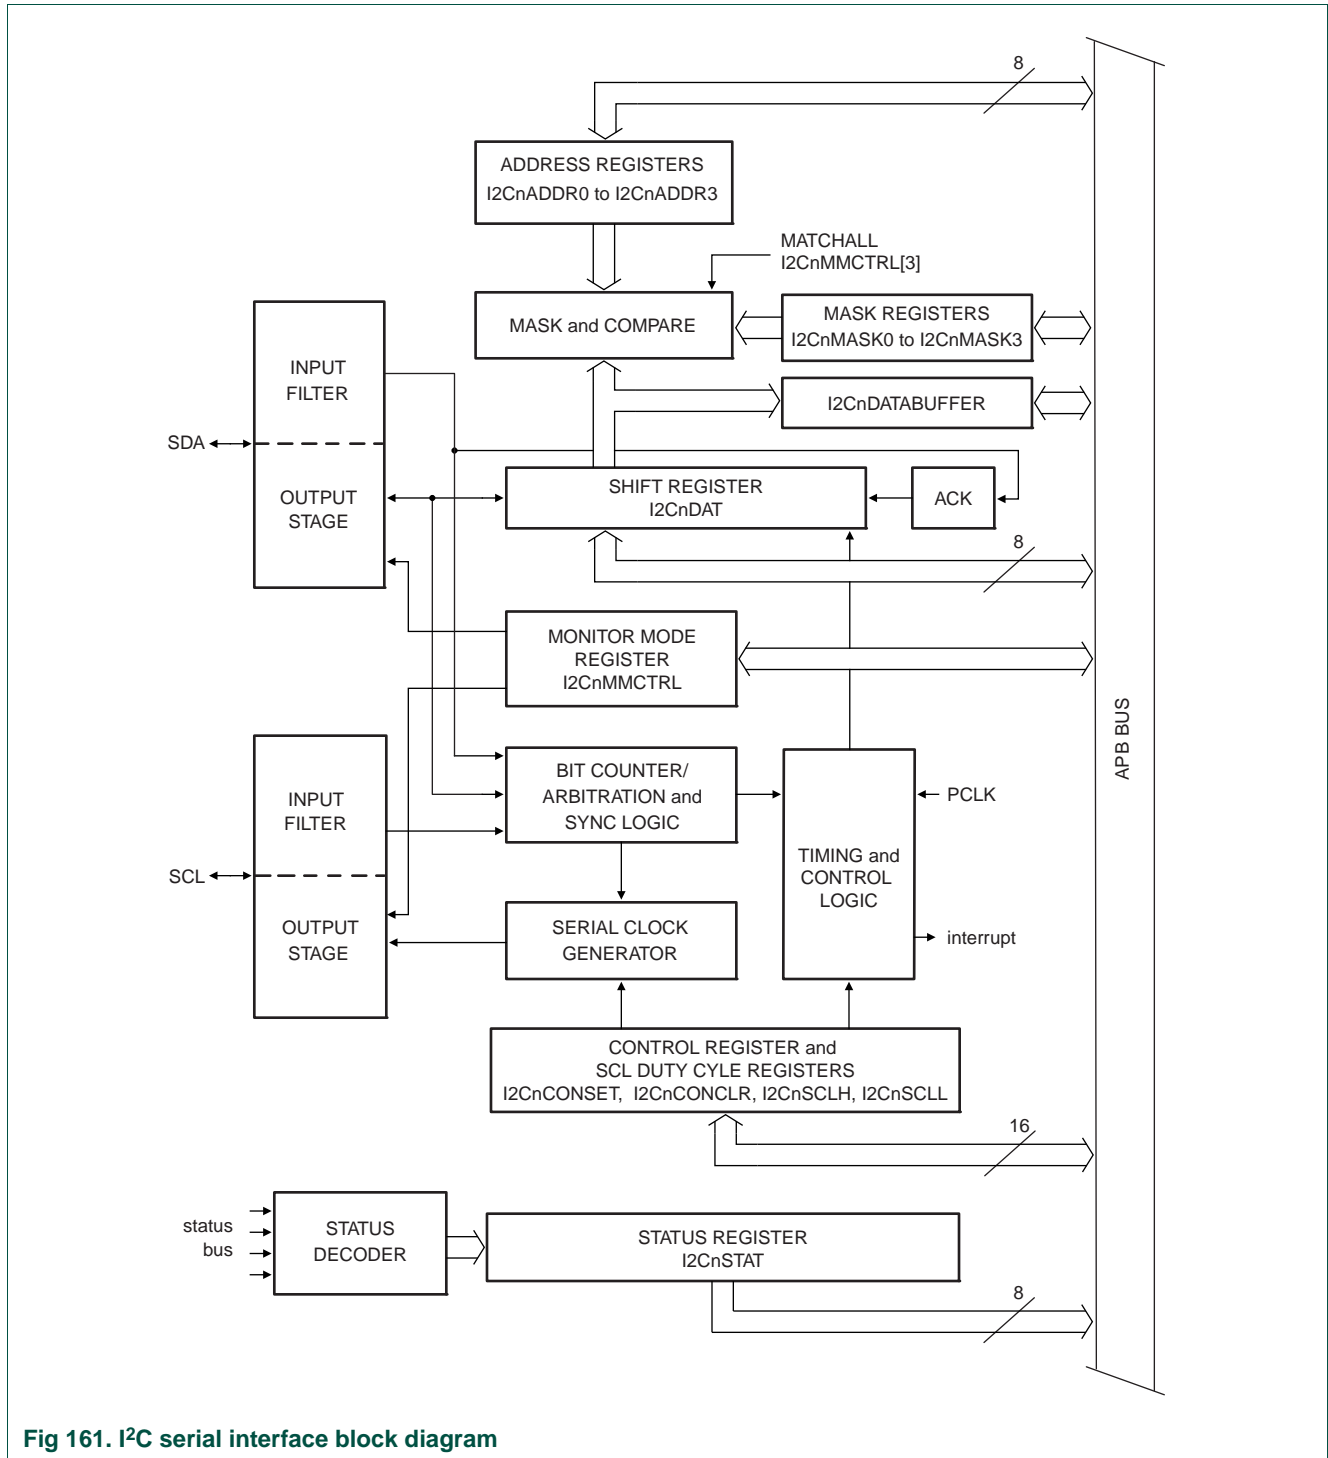 8
ADDRESS REGISTERS
I2CnADDR0 to I2CnADDR3
MATCHALL
I2CnMMCTRL[3]
MASK and COMPARE
MASK REGISTERS
I2CnMASK0 to I2CnMASK3
INPUT
FILTER
I2CnDATABUFFER
SDA
OUTPUT
STAGE
SHIFT REGISTER
I2CnDAT
ACK
8
MONITOR MODE
REGISTER
I2CnMMCTRL
APB BUS
INPUT
FILTER
BIT COUNTER/
ARBITRATION and
SYNC LOGIC
PCLK
TIMING and
CONTROL
LOGIC
SCL
OUTPUT
STAGE
SERIAL CLOCK
GENERATOR
interrupt
CONTROL REGISTER and
SCL DUTY CYLE REGISTERS
I2CnCONSET, I2CnCONCLR, I2CnSCLH, I2CnSCLL
16
status
bus
STATUS
DECODER
STATUS REGISTER
I2CnSTAT
8
Fig 161. I²C serial interface block diagram